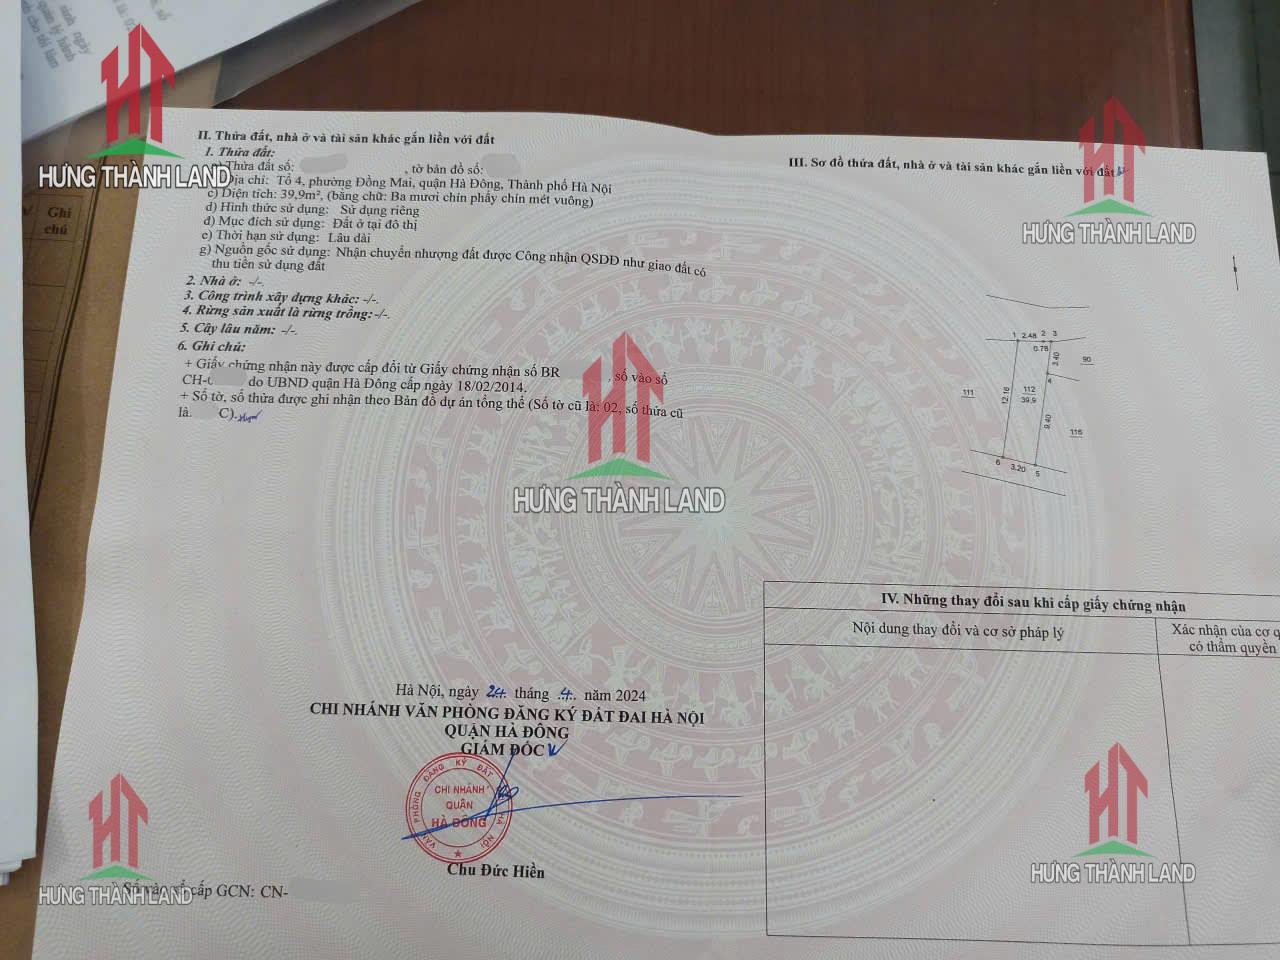 II. Thửa đất, nhà ở và tài sản khác gắn liền với đất
1. Thửa đất:
Thửa đất số: , tờ bản đồ số:
Địa chỉ: Tổ 4, phường Đồng Mai, quận Hà Đông, Thành phố Hà Nội
c) Diện tích: 39,9m², (bằng chữ: Ba mươi chín phẩy chín mét vuông)
d) Hình thức sử dụng: Sử dụng riêng
đ) Mục đích sử dụng: Đất ở tại đô thị
e) Thời hạn sử dụng: Lâu dài
g) Nguồn gốc sử dụng: Nhận chuyển nhượng đất được Công nhận QSDĐ như giao đất có
thu tiền sử dụng đất
2. Nhà ở: -/-.
3. Công trình xây dựng khác: -/-.
4. Rừng sản xuất là rừng trồng: -/-.
5. Cây lâu năm: -/-.
6. Ghi chú:
+ Giấy chứng nhận này được cấp đổi từ Giấy chứng nhận số BR , số vào sổ
CH- do UBND quận Hà Đông cấp ngày 18/02/2014.
+ Số tờ, số thửa được ghi nhận theo Bản đồ dự án tổng thể (Số tờ cũ là: 02, số thửa cũ
là. C).
Hà Nội, ngày 24 tháng 4 năm 2024
CHI NHÁNH VĂN PHÒNG ĐĂNG KÝ ĐẤT ĐAI HÀ NỘI
QUẬN HÀ ĐÔNG
GIÁM ĐỐC
VĂN PHÒNG ĐĂNG KÝ ĐẤT HÀ NỘI
CHI NHÁNH
QUẬN
HÀ ĐÔNG
Chu Đức Hiền
Số vào sổ cấp GCN: CN-
III. Sơ đồ thửa đất, nhà ở và tài sản khác gắn liền với đất
1 2.48 2 3
0.78
3.40
90
4
111
12.18
112
39,9
9.40
116
6 3.20 5
IV. Những thay đổi sau khi cấp giấy chứng nhận
Nội dung thay đổi và cơ sở pháp lý
Xác nhận của cơ q
có thẩm quyền
Ghi
chú
HƯNG THÀNH LAND
HƯNG THÀNH LAND
HƯNG THÀNH LAND
HƯNG THÀNH LAND
HƯNG THÀNH LAND